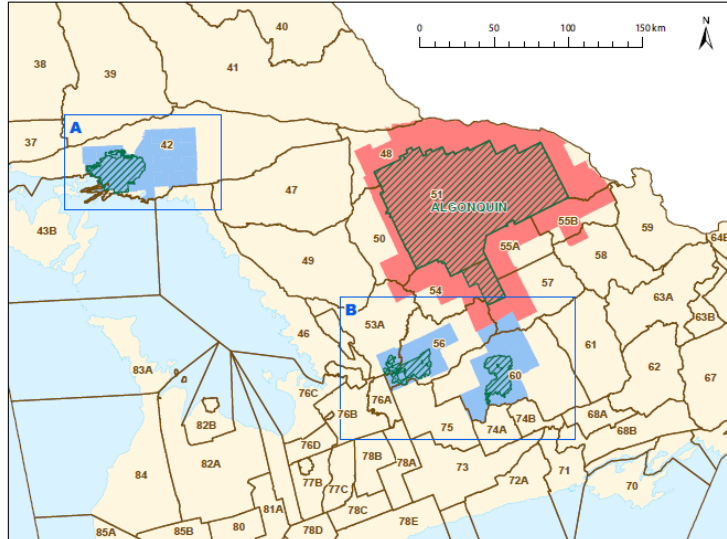 0 50 100 150 km
N
40
38
39
41
A
37
42
48
47
51
ALGONQUIN
43B
50
55A
55B
59
64B
49
58
57
54
63A
B
63B
46
53A
56
61
83A
62
60
67
76C
76A
76B
82B
75
74A
74B
68A
68B
76D
78B
78A
73
71
84
82A
77B
77C
72A
70
81A
78C
85A
85B
80
78D
78E